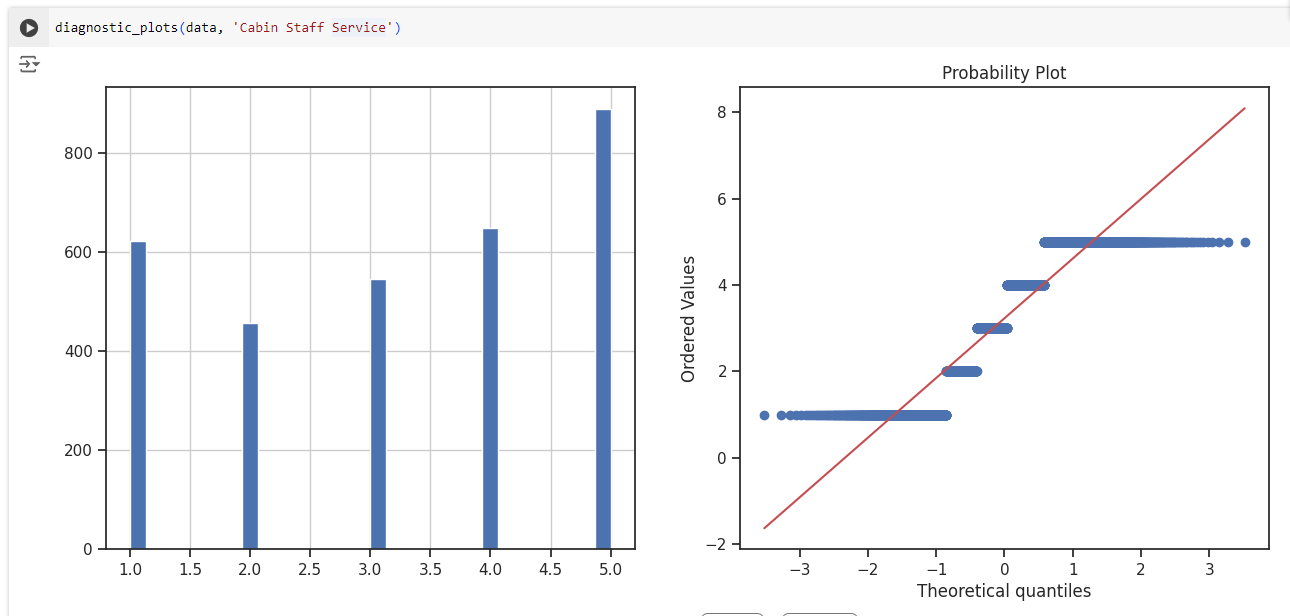 diagnostic_plots(data, 'Cabin Staff Service')
Probability Plot
800
600
400
200
0
1.0 1.5 2.0 2.5 3.0 3.5 4.0 4.5 5.0
Ordered Values
8
6
4
2
0
−2
−3 −2 −1 0 1 2 3
Theoretical quantiles